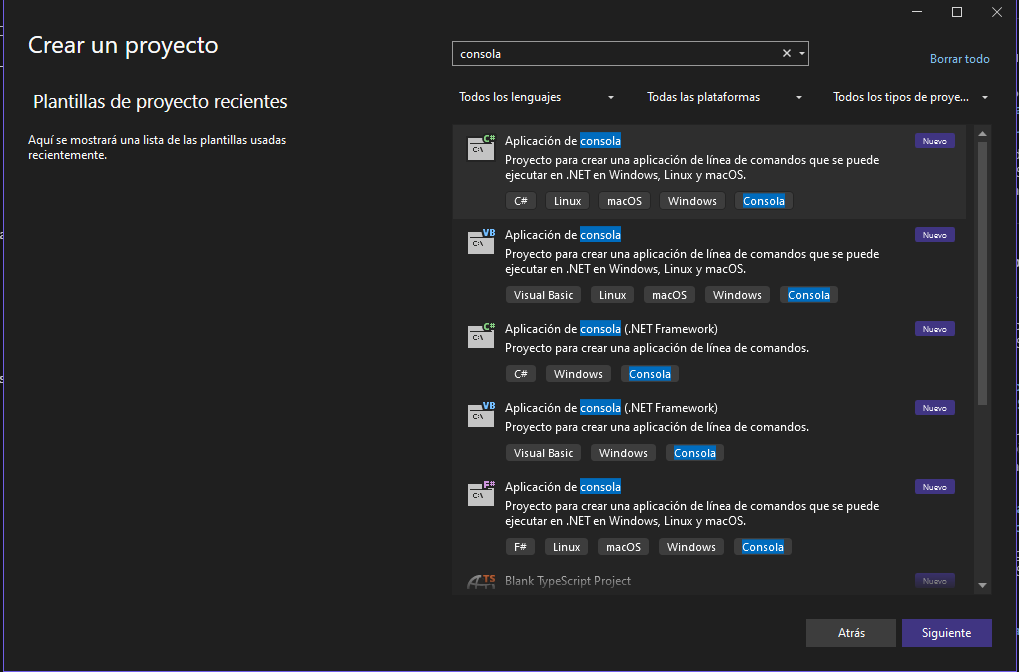 Crear un proyecto
Plantillas de proyecto recientes
Aquí se mostrará una lista de las plantillas usadas
recientemente.
consola
Borrar todo
Todos los lenguajes
Todas las plataformas
Todos los tipos de proye...
C#
C:\
Aplicación de consola
Nuevo
Proyecto para crear una aplicación de línea de comandos que se puede
ejecutar en .NET en Windows, Linux y macOS.
C# Linux macOS Windows Consola
VB
C:\
Aplicación de consola
Nuevo
Proyecto para crear una aplicación de línea de comandos que se puede
ejecutar en .NET en Windows, Linux y macOS.
Visual Basic Linux macOS Windows Consola
C#
C:\
Aplicación de consola (.NET Framework)
Nuevo
Proyecto para crear una aplicación de línea de comandos.
C# Windows Consola
VB
C:\
Aplicación de consola (.NET Framework)
Nuevo
Proyecto para crear una aplicación de línea de comandos.
Visual Basic Windows Consola
F#
C:\
Aplicación de consola
Nuevo
Proyecto para crear una aplicación de línea de comandos que se puede
ejecutar en .NET en Windows, Linux y macOS.
F# Linux macOS Windows Consola
TS
Blank TypeScript Project
Nuevo
Atrás
Siguiente